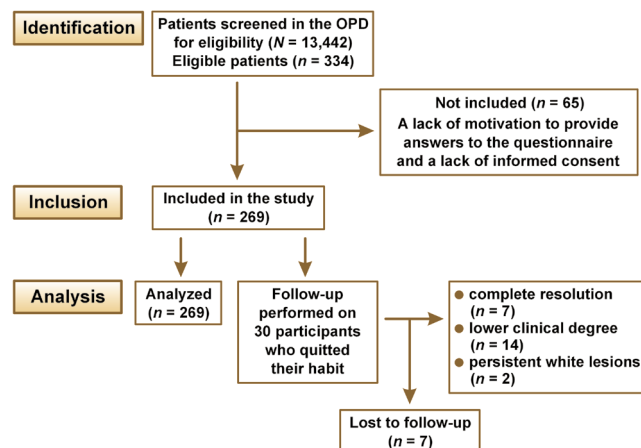 Identification
Patients screened in the OPD
for eligibility (N = 13,442)
Eligible patients (n = 334)
Not included (n = 65)
A lack of motivation to provide
answers to the questionnaire
and a lack of informed consent
Inclusion
Included in the study
(n = 269)
Analysis
Analyzed
(n = 269)
Follow-up
performed on
30 participants
who quitted
their habit
● complete resolution
(n = 7)
● lower clinical degree
(n = 14)
● persistent white lesions
(n = 2)
Lost to follow-up
(n = 7)